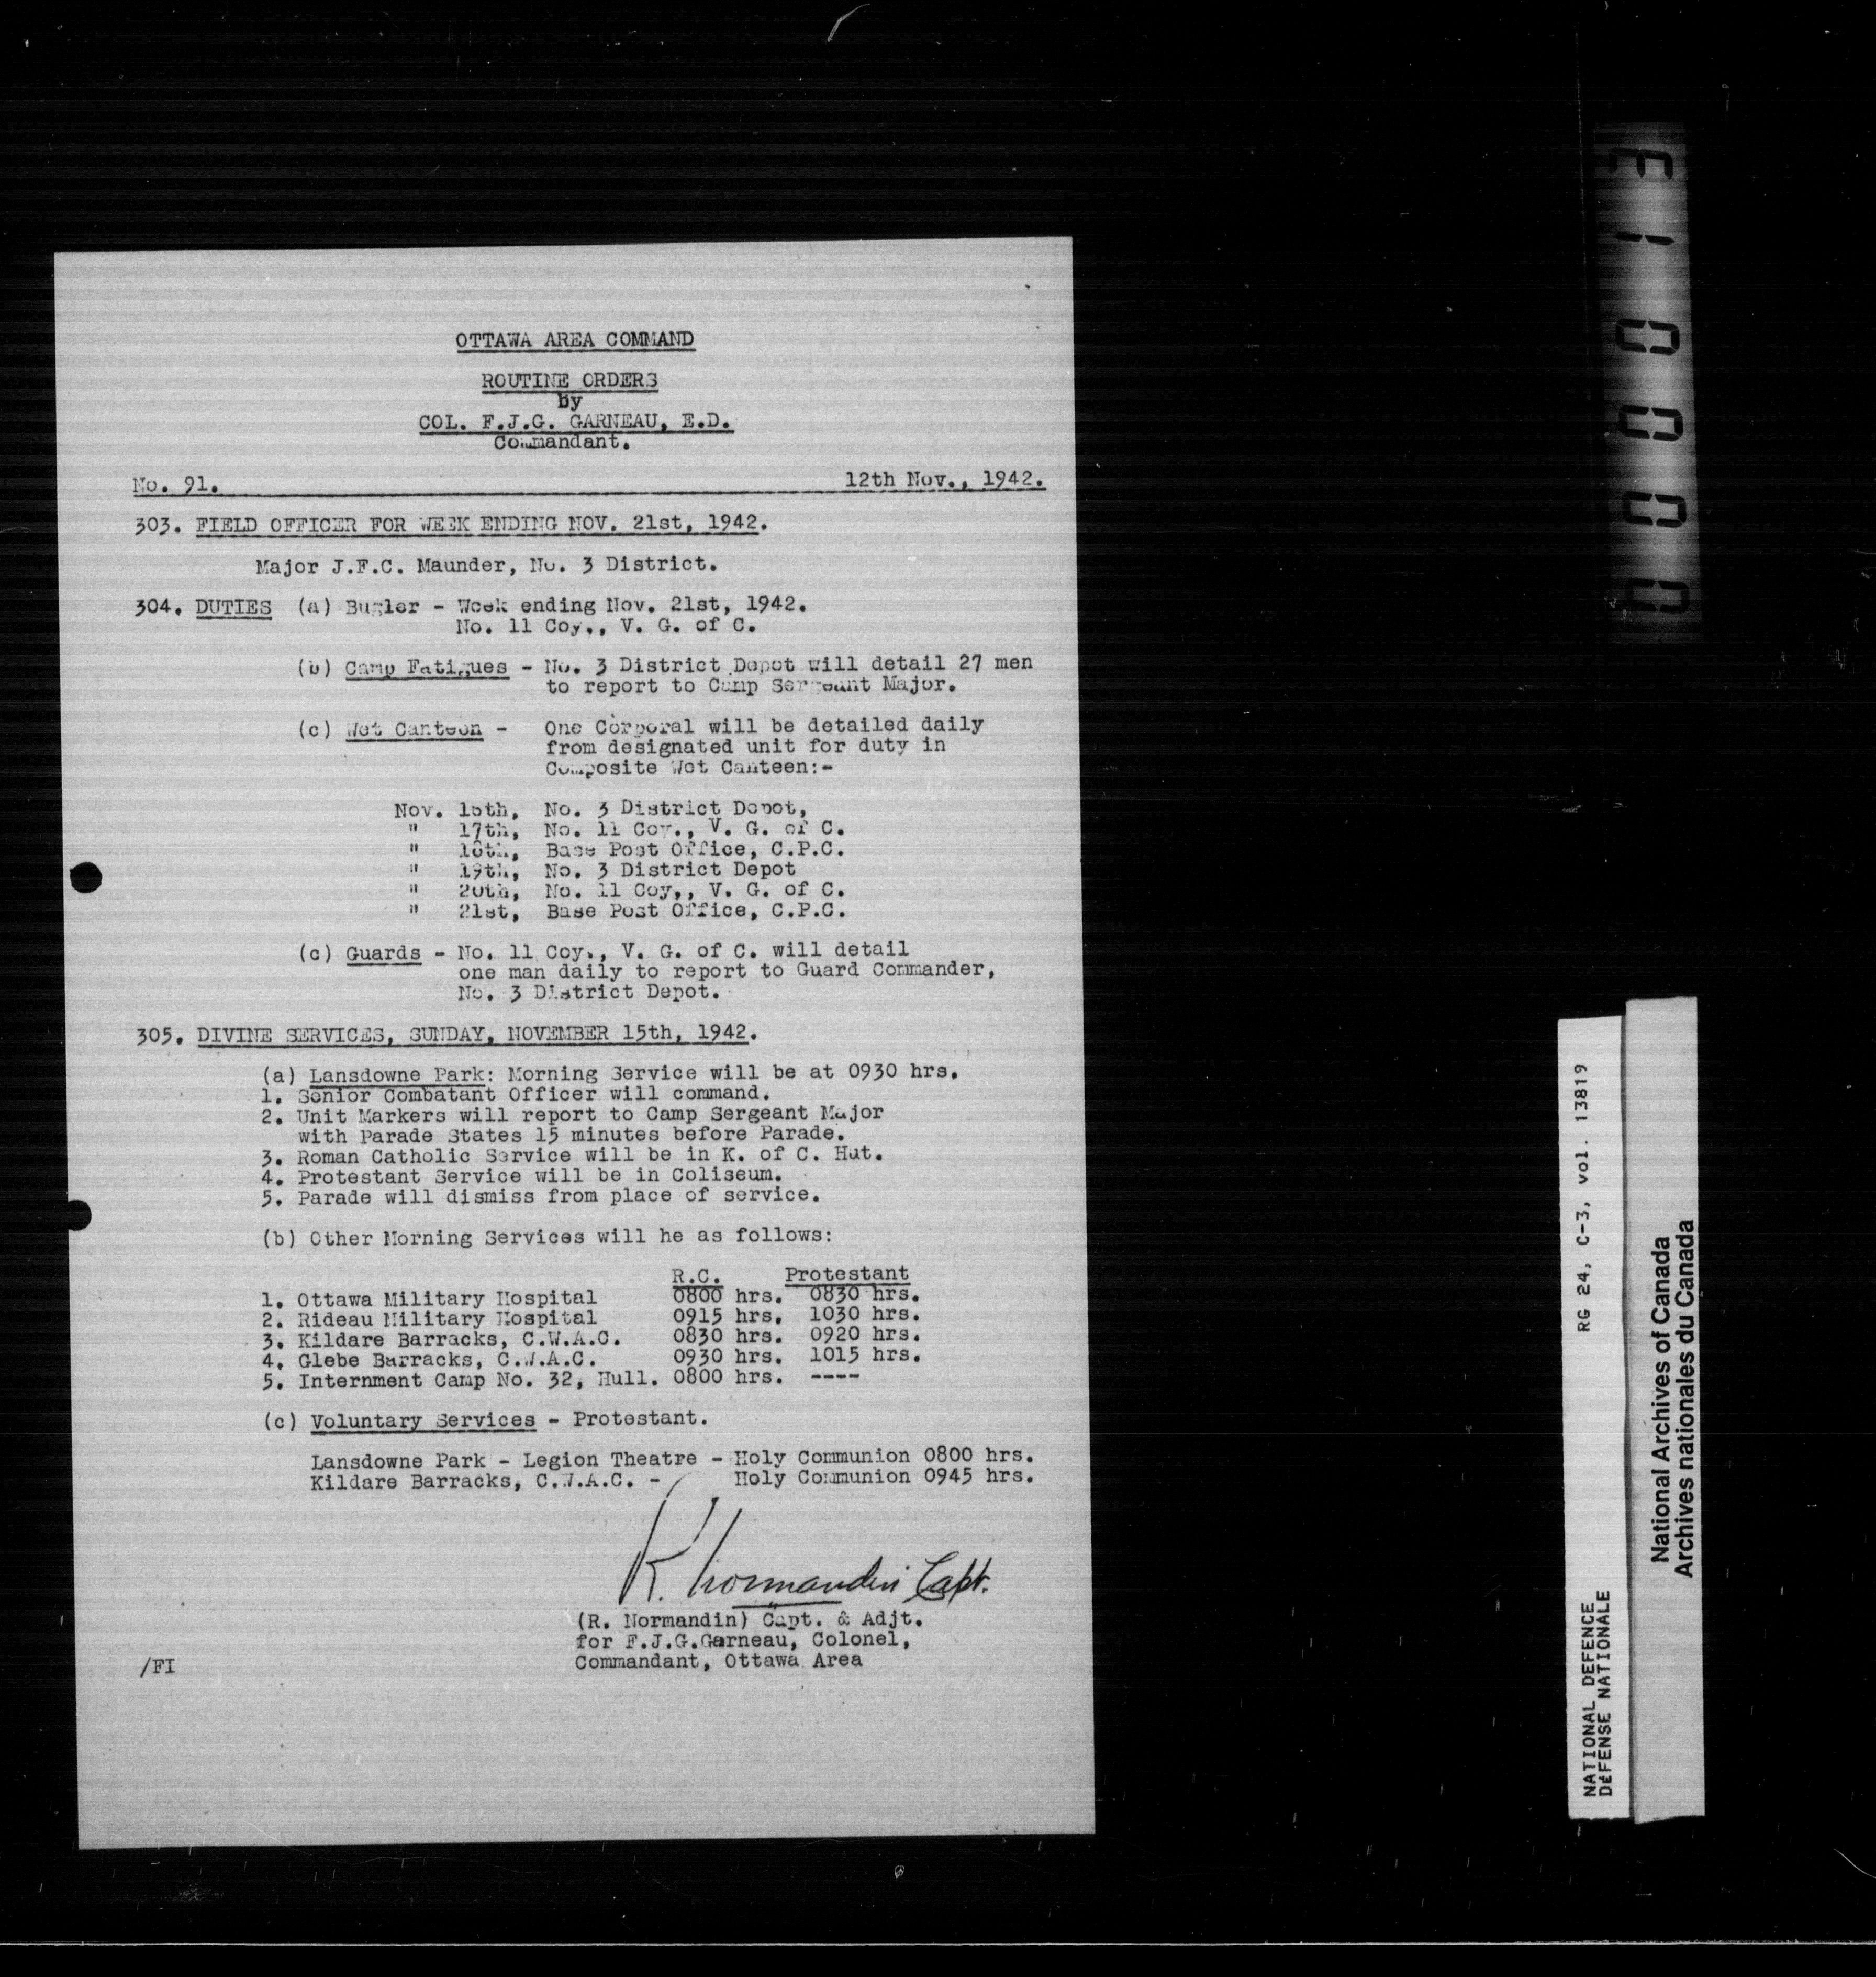 OTTAWA AREA COMMAND
ROUTINE ORDERS
by
COL. F.J.G. GARNEAU, E.D.
Commandant.
No. 91. 12th Nov., 1942.
303. FIELD OFFICER FOR WEEK ENDING NOV. 21st, 1942.
Major J.F.C. Maunder, No. 3 District.
304. DUTIES (a) Bugler - Week ending Nov. 21st, 1942.
No. 11 Coy., V. G. of C.
(b) Camp Fatigues - No. 3 District Depot will detail 27 men
to report to Camp Sergeant Major.
(c) Wet Canteen - One Corporal will be detailed daily
from designated unit for duty in
Composite Wet Canteen:-
Nov. 16th, No. 3 District Depot,
" 17th, No. 11 Coy., V. G. of C.
" 18th, Base Post Office, C.P.C.
" 19th, No. 3 District Depot
" 20th, No. 11 Coy,, V. G. of C.
" 21st, Base Post Office, C.P.C.
(c) Guards - No. 11 Coy., V. G. of C. will detail
one man daily to report to Guard Commander,
No. 3 District Depot.
305. DIVINE SERVICES, SUNDAY, NOVEMBER 15th, 1942.
(a) Lansdowne Park: Morning Service will be at 0930 hrs.
1. Senior Combatant Officer will command.
2. Unit Markers will report to Camp Sergeant Major
with Parade States 15 minutes before Parade.
3. Roman Catholic Service will be in K. of C. Hut.
4. Protestant Service will be in Coliseum.
5. Parade will dismiss from place of service.
(b) Other Morning Services will he as follows:
R.C. Protestant
1. Ottawa Military Hospital 0800 hrs. 0830 hrs.
2. Rideau Military Hospital 0915 hrs. 1030 hrs.
3. Kildare Barracks, C.W.A.C. 0830 hrs. 0920 hrs.
4. Glebe Barracks, C.W.A.C. 0930 hrs. 1015 hrs.
5. Internment Camp No. 32, Hull. 0800 hrs. ----
(c) Voluntary Services - Protestant.
Lansdowne Park - Legion Theatre - Holy Communion 0800 hrs.
Kildare Barracks, C.W.A.C. - Holy Communion 0945 hrs.
R. Normandin Capt.
(R. Normandin) Capt. & Adjt.
for F.J.G.Garneau, Colonel,
Commandant, Ottawa Area
/FI
NATIONAL DEFENCE RG 24, C-3, vol. 13819
DÉFENSE NATIONALE
National Archives of Canada
Archives nationales du Canada